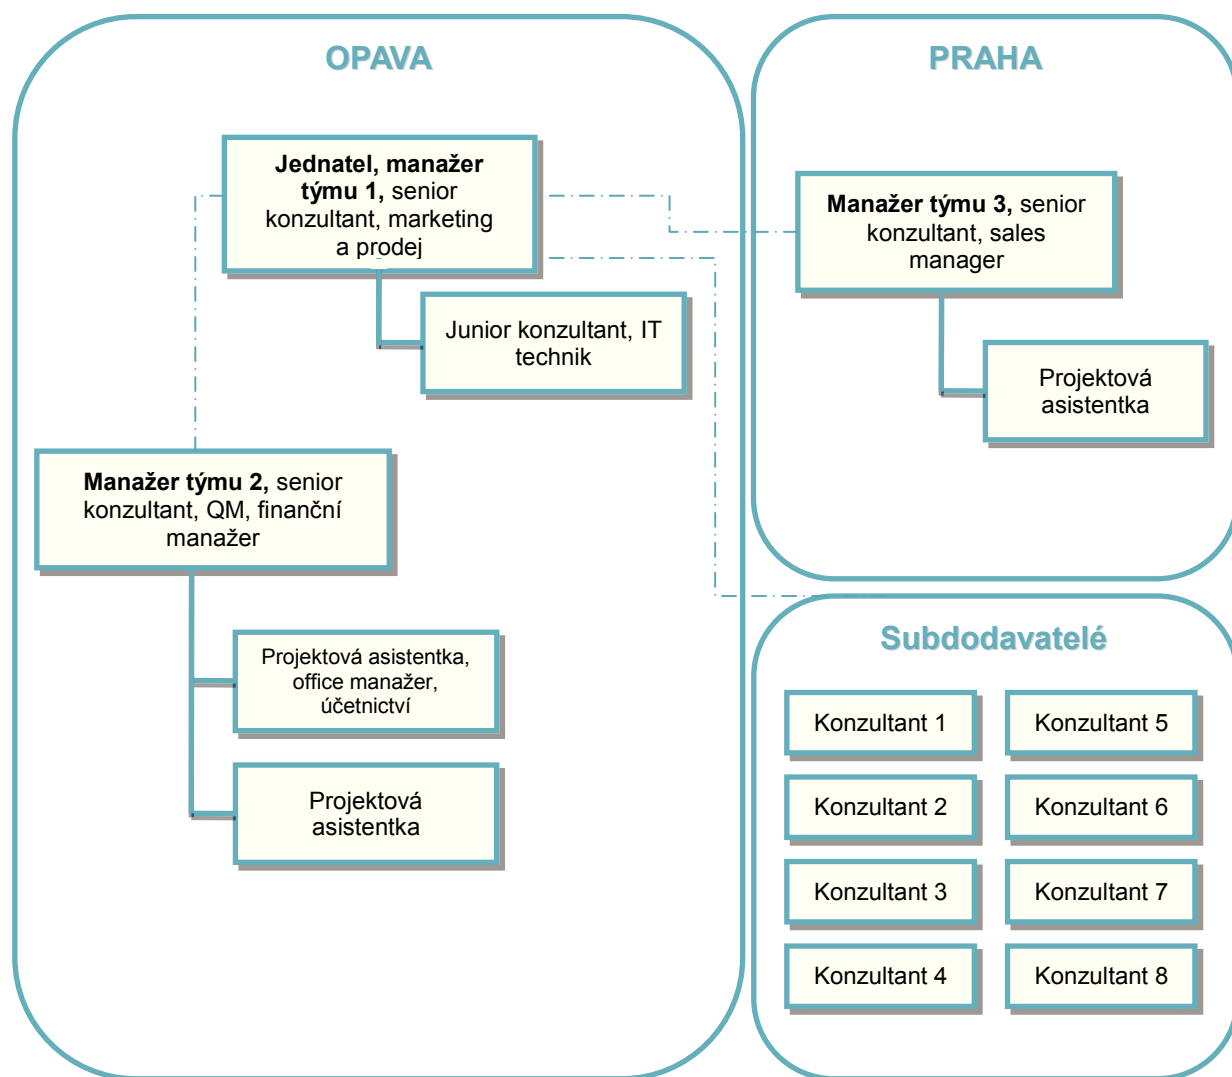 OPAVA
Jednatel, manažer
týmu 1, senior
konzultant, marketing
a prodej
Junior konzultant, IT
technik
Manažer týmu 2, senior
konzultant, QM, finanční
manažer
Projektová asistentka,
office manažer,
účetnictví
Projektová
asistentka
PRAHA
Manažer týmu 3, senior
konzultant, sales
manager
Projektová
asistentka
Subdodavatelé
Konzultant 1
Konzultant 5
Konzultant 2
Konzultant 6
Konzultant 3
Konzultant 7
Konzultant 4
Konzultant 8